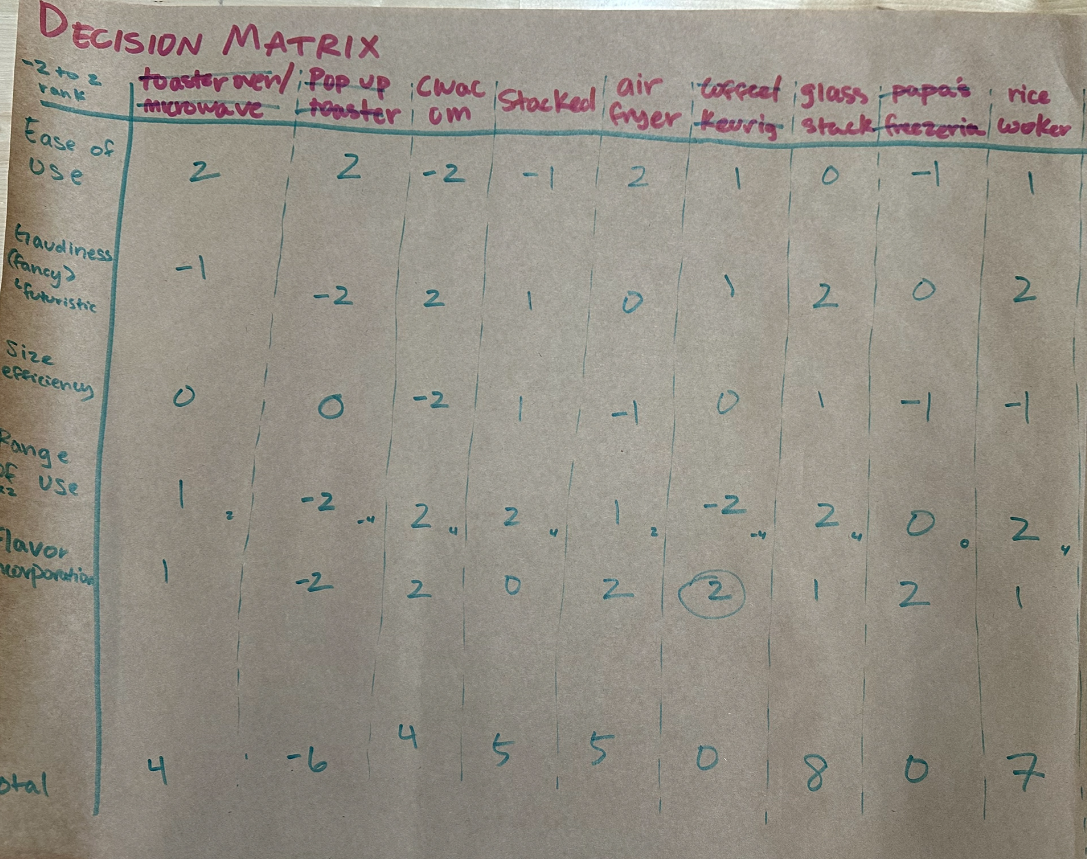 DECISION MATRIX
-2 to 2 rank toaster oven/ microwave Pop up toaster Cwac om Stacked air fryer coffee/ Keurig glass stack papa's freezeria rice woker
Ease of Use 2 2 -2 -1 2 1 0 -1 1
Gaudiness (fancy) & futuristic -1 -2 2 1 0 1 2 0 2
Size efficiency 0 0 -2 1 -1 0 1 -1 -1
Range of Use x2 1 2 -2 -4 2 4 2 4 1 2 -2 -4 2 4 0 0 2 4
Flavor ncorporation 1 -2 2 0 2 2 1 2 1
otal 4 -6 4 5 5 0 8 0 7